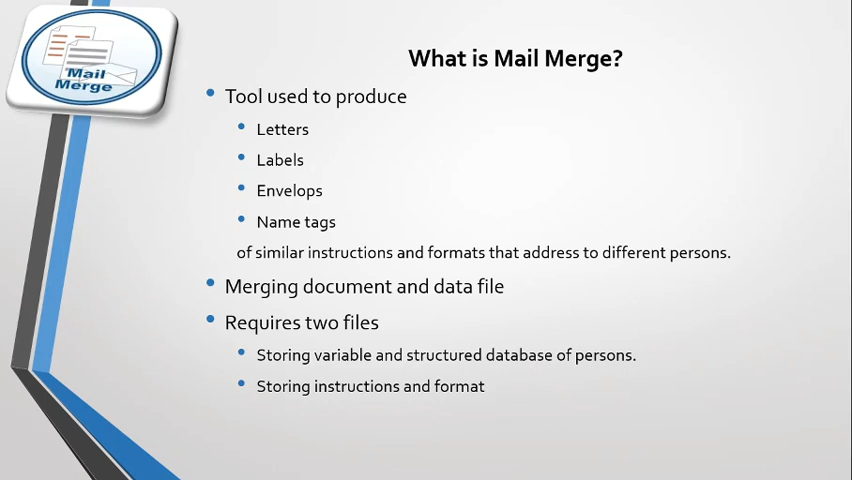 Mail
Merge
What is Mail Merge?
Tool used to produce
Letters
Labels
Envelops
Name tags
of similar instructions and formats that address to different persons.
Merging document and data file
Requires two files
Storing variable and structured database of persons.
Storing instructions and format